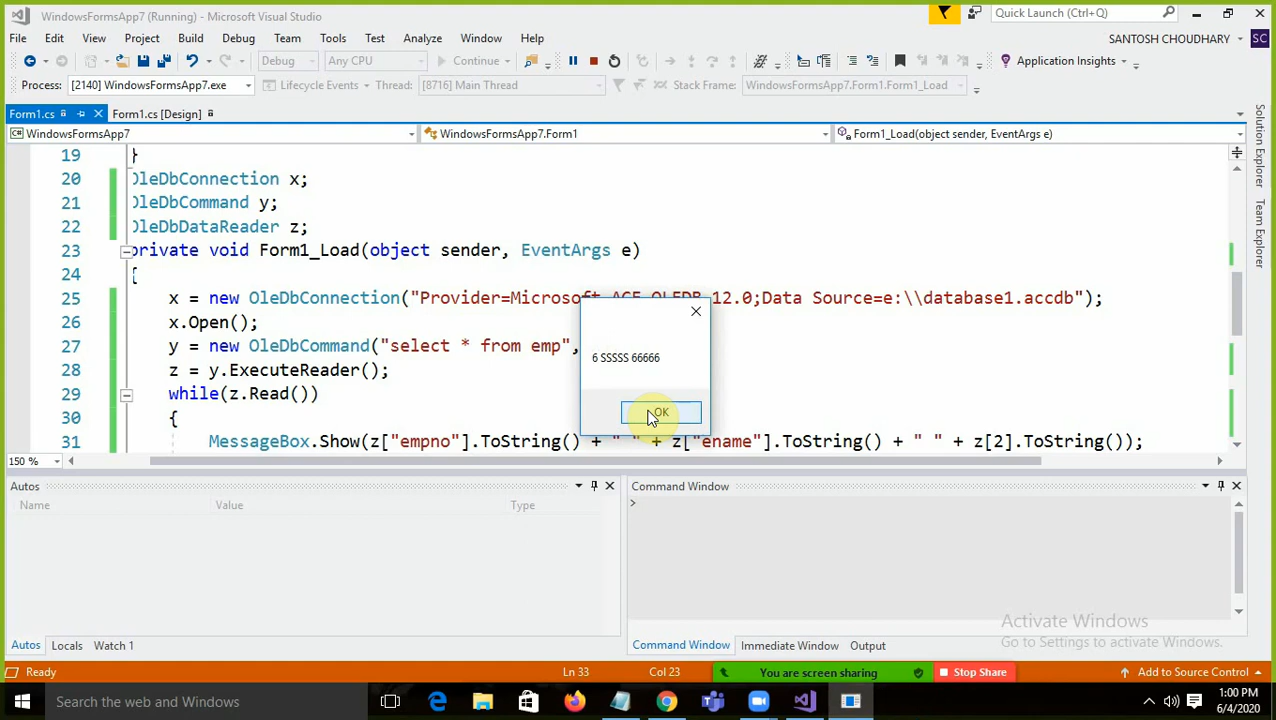 WindowsFormsApp7 (Running) - Microsoft Visual Studio
Quick Launch (Ctrl+Q)
File Edit View Project Build Debug Team Tools Test Analyze Window Help
SANTOSH CHOUDHARY SC
Debug Any CPU Continue Application Insights
Process: [2140] WindowsFormsApp7.exe Lifecycle Events Thread: [8716] Main Thread Stack Frame: WindowsFormsApp7.Form1.Form1_Load
Form1.cs Form1.cs [Design]
WindowsFormsApp7 WindowsFormsApp7.Form1 Form1_Load(object sender, EventArgs e)
Solution Explorer
Team Explorer
19 }
20 OleDbConnection x;
21 OleDbCommand y;
22 OleDbDataReader z;
23 private void Form1_Load(object sender, EventArgs e)
24 {
25 x = new OleDbConnection("Provider=Microsoft.ACE.OLEDB.12.0;Data Source=e:\\database1.accdb");
26 x.Open();
27 y = new OleDbCommand("select * from emp",
28 z = y.ExecuteReader();
29 while(z.Read())
30 {
31 MessageBox.Show(z["empno"].ToString() + " " + z["ename"].ToString() + " " + z[2].ToString());
6 SSSSS 66666
OK
150 %
Autos
Name Value Type
Command Window
>
Autos Locals Watch 1
Command Window Immediate Window Output
Activate Windows
Go to Settings to activate Windows.
Ready Ln 33 Col 23 You are screen sharing Stop Share Add to Source Control
Search the web and Windows
1:00 PM
6/4/2020